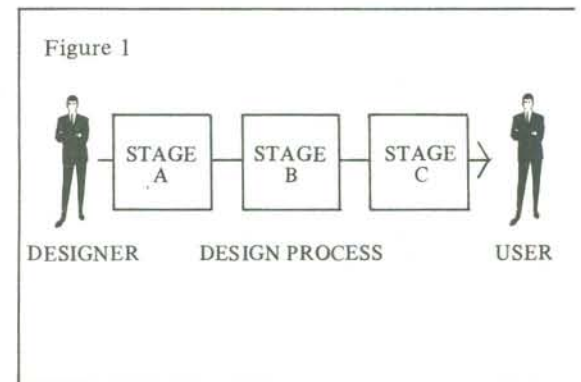 Figure 1
STAGE
A
STAGE
B
STAGE
C
DESIGNER
DESIGN PROCESS
USER